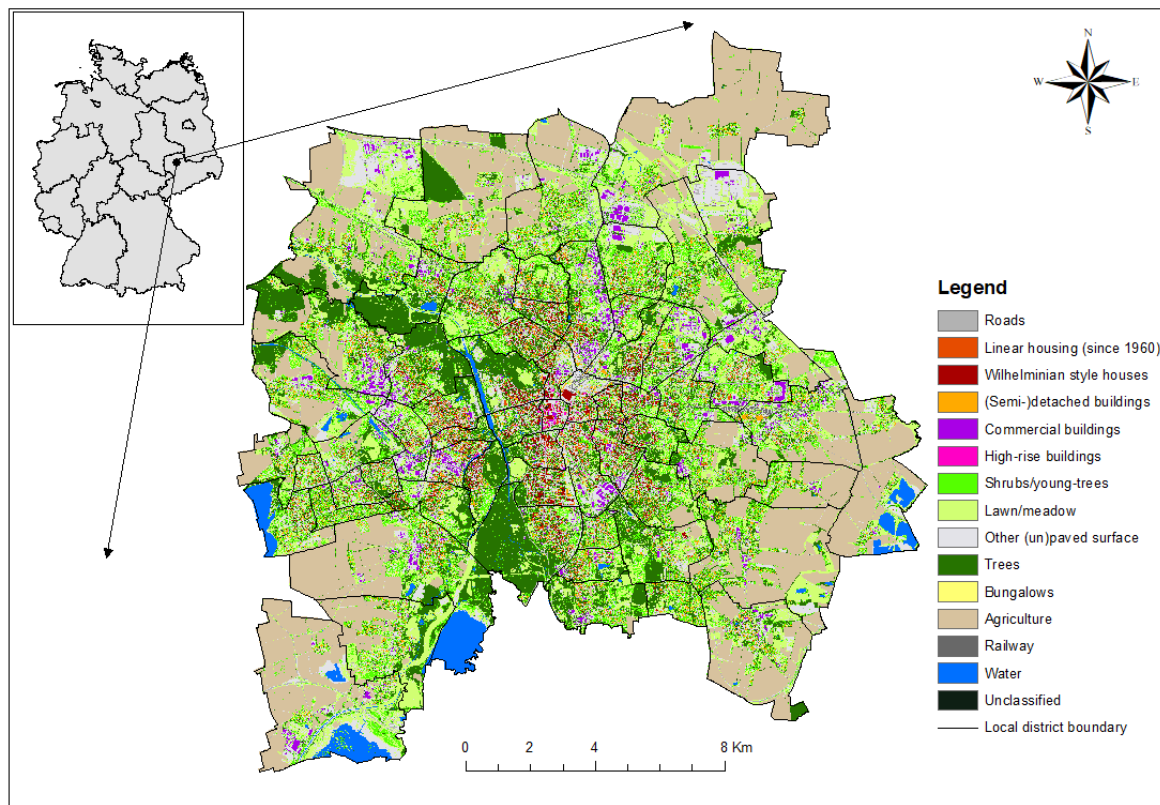 N
W E
S
Legend
Roads
Linear housing (since 1960)
Wilhelminian style houses
(Semi-)detached buildings
Commercial buildings
High-rise buildings
Shrubs/young-trees
Lawn/meadow
Other (un)paved surface
Trees
Bungalows
Agriculture
Railway
Water
Unclassified
Local district boundary
0 2 4 8 Km